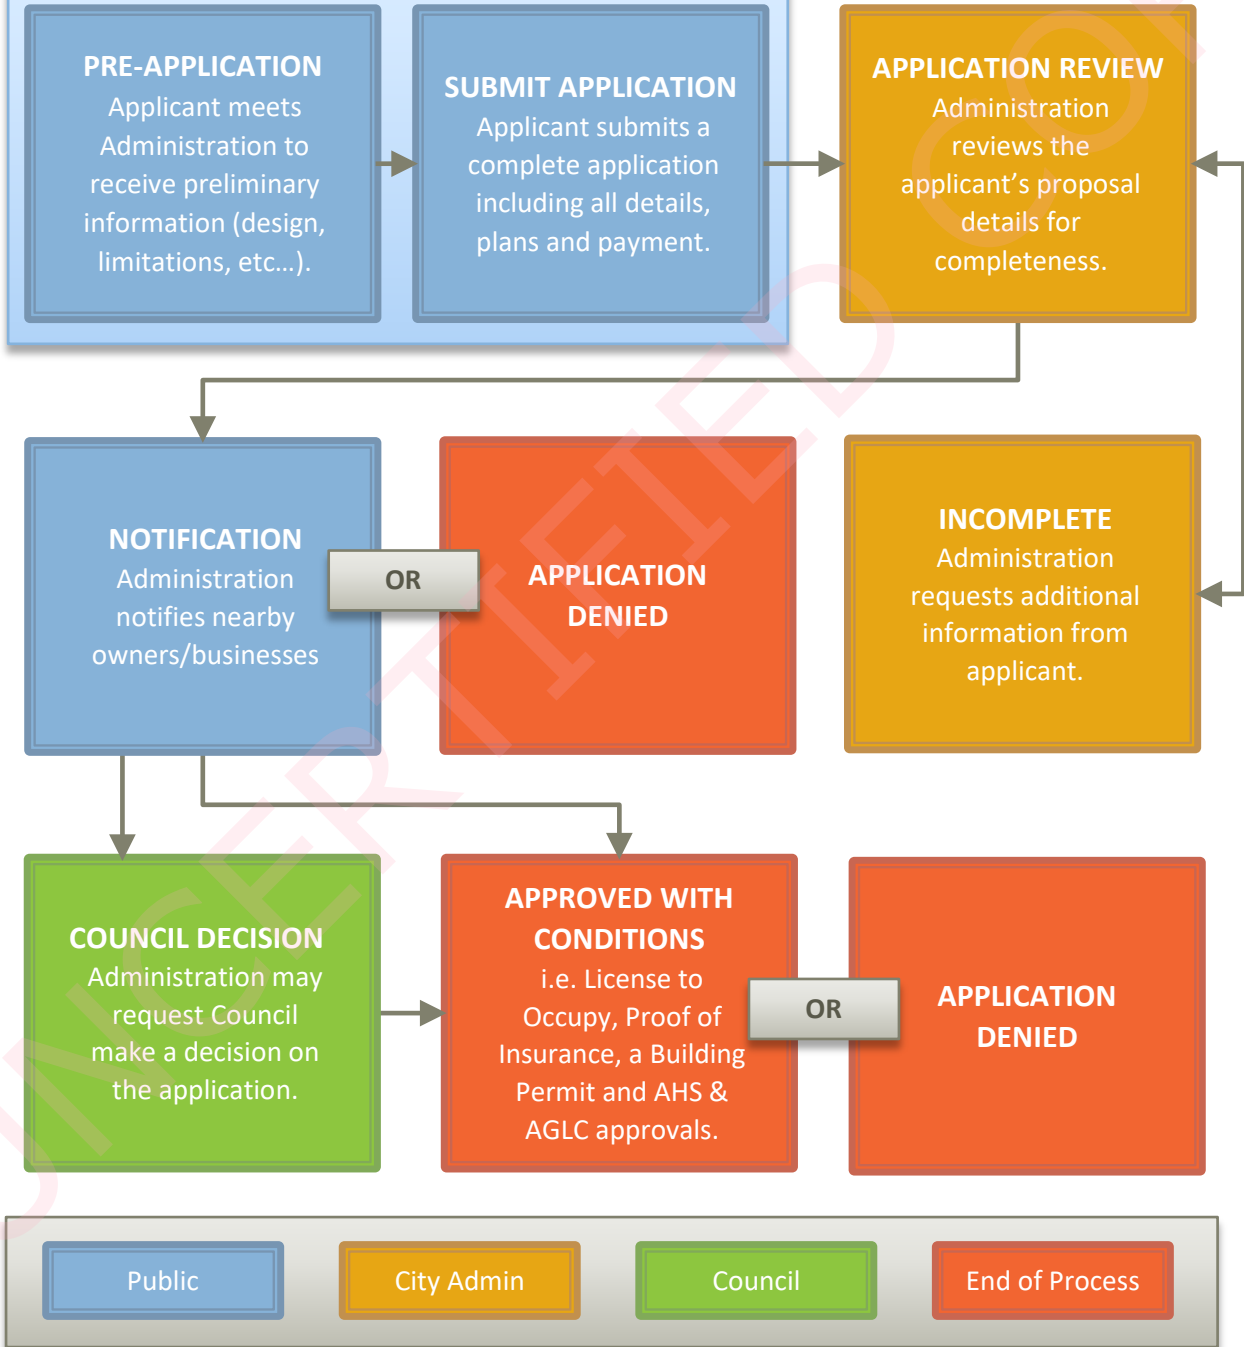 PRE-APPLICATION
Applicant meets
Administration to
receive preliminary
information (design,
limitations, etc...).
SUBMIT APPLICATION
Applicant submits a
complete application
including all details,
plans and payment.
APPLICATION REVIEW
Administration
reviews the
applicant’s proposal
details for
completeness.
NOTIFICATION
Administration
notifies nearby
owners/businesses
OR
APPLICATION
DENIED
INCOMPLETE
Administration
requests additional
information from
applicant.
COUNCIL DECISION
Administration may
request Council
make a decision on
the application.
APPROVED WITH
CONDITIONS
i.e. License to
Occupy, Proof of
Insurance, a Building
Permit and AHS &
AGLC approvals.
OR
APPLICATION
DENIED
Public
City Admin
Council
End of Process
UNCERTIFIED